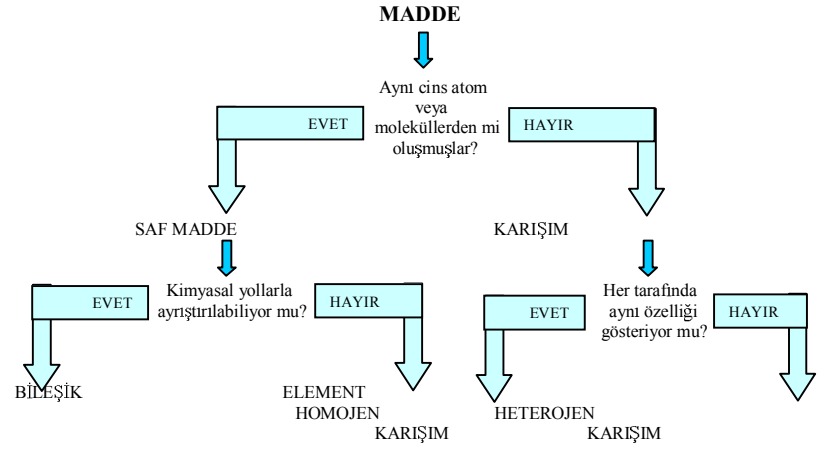 MADDE
Aynı cins atom
veya
moleküllerden mi
oluşmuşlar?
EVET
HAYIR
SAF MADDE
KARIŞIM
Kimyasal yollarla
ayrıştırılabiliyor mu?
EVET
HAYIR
Her tarafında
aynı özelliği
gösteriyor mu?
EVET
HAYIR
BİLEŞİK
ELEMENT
HOMOJEN
HETEROJEN
KARIŞIM
KARIŞIM